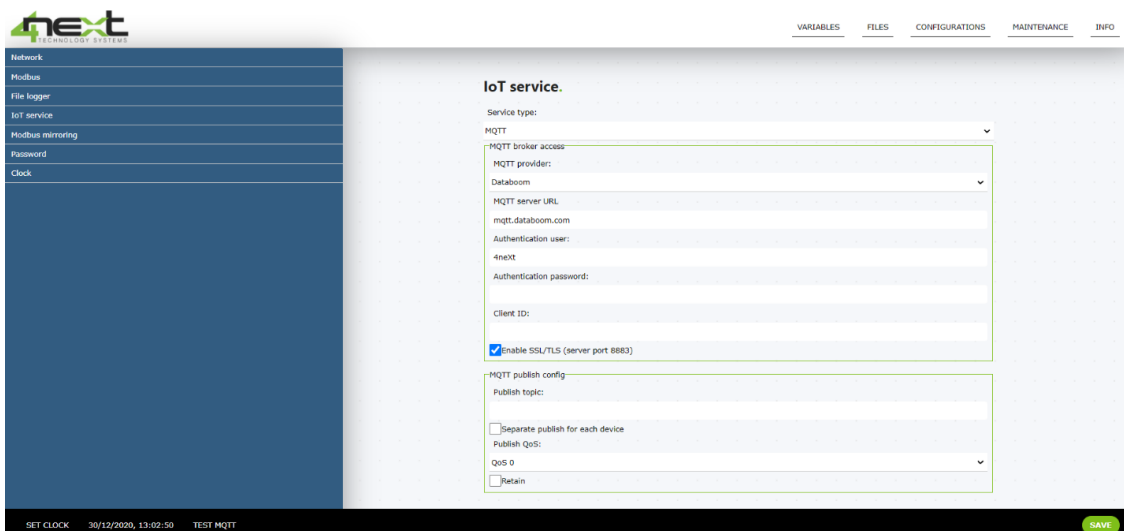 4neXt
TECHNOLOGY SYSTEMS
VARIABLES FILES CONFIGURATIONS MAINTENANCE INFO
Network
Modbus
File logger
IoT service
Modbus mirroring
Password
Clock
IoT service.
Service type:
MQTT
MQTT broker access
MQTT provider:
Databoom
MQTT server URL
mqtt.databoom.com
Authentication user:
4neXt
Authentication password:
Client ID:
Enable SSL/TLS (server port 8883)
MQTT publish config
Publish topic:
Separate publish for each device
Publish QoS:
QoS 0
Retain
SET CLOCK 30/12/2020, 13:02:50 TEST MQTT SAVE